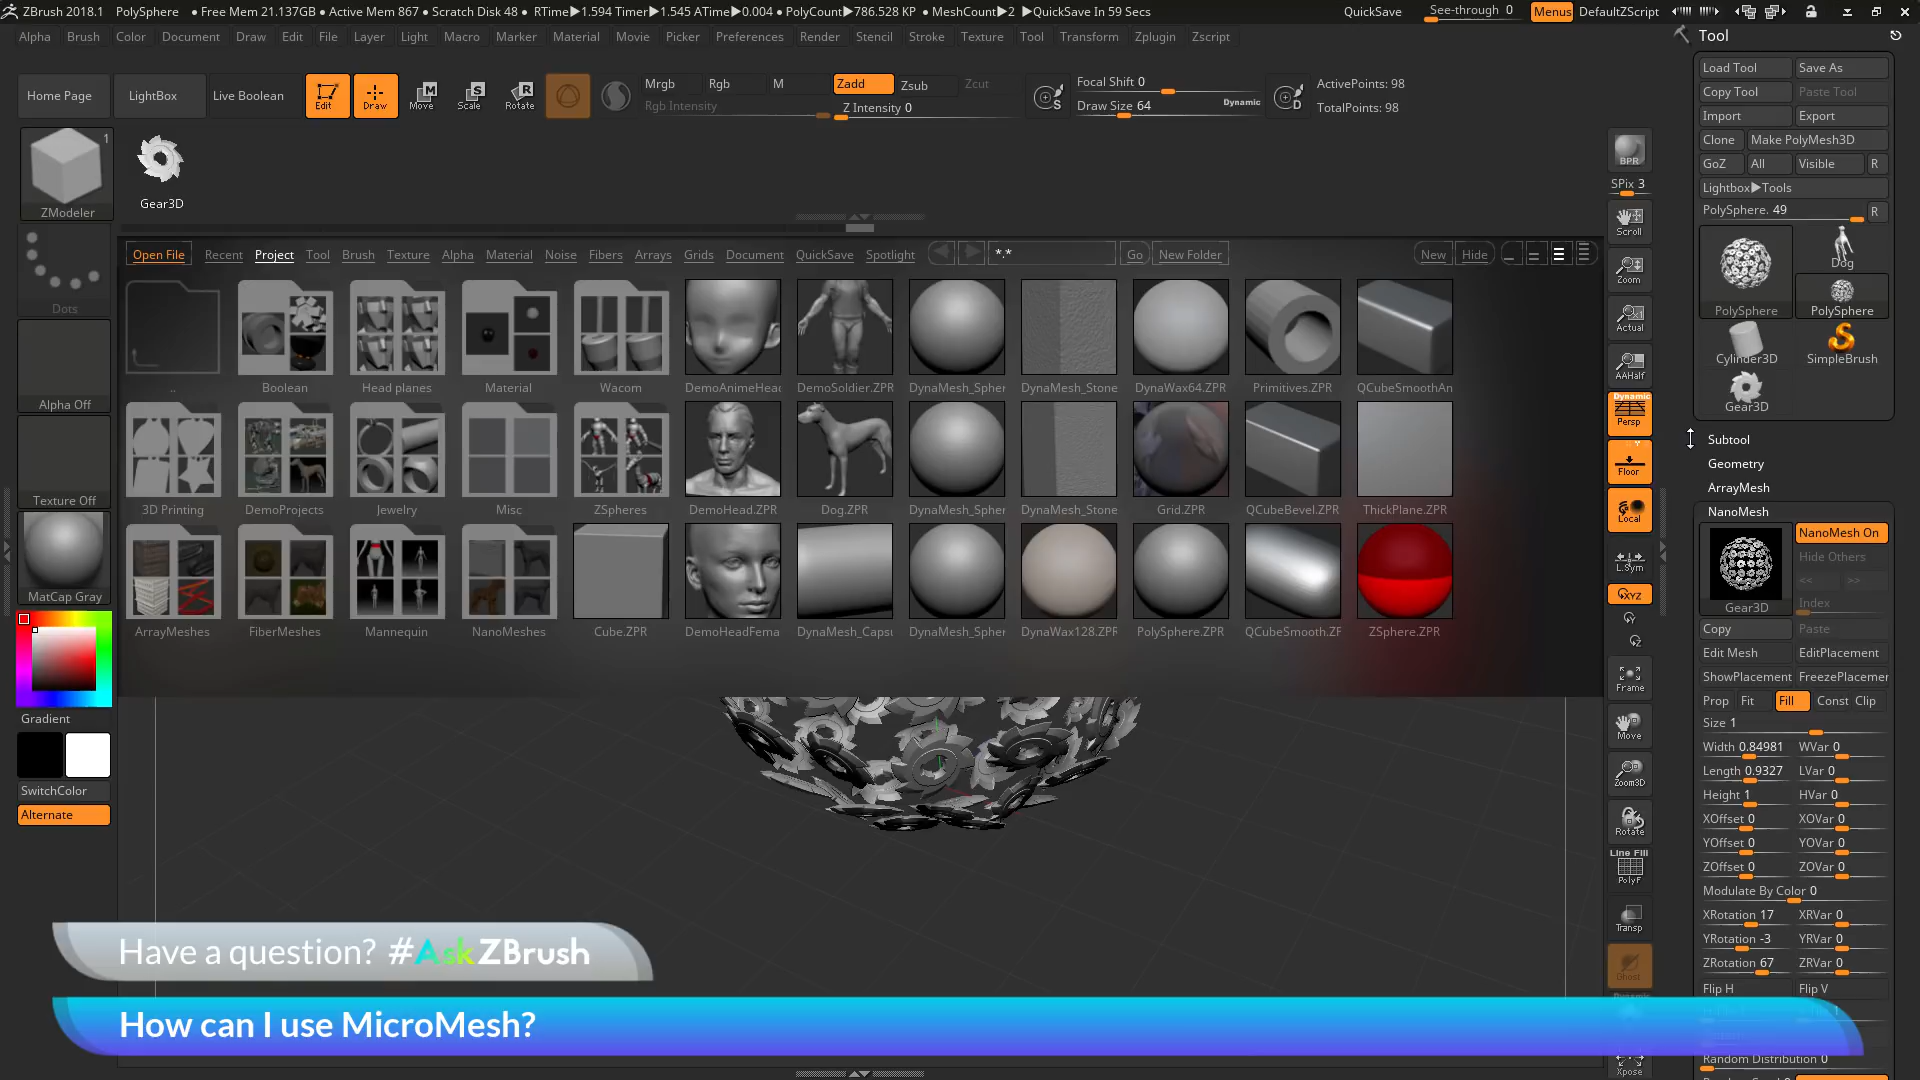 ZBrush 2018.1 PolySphere ● Free Mem 21.137GB ● Active Mem 867 ● Scratch Disk 48 ● RTime▶1.594 Timer▶1.545 ATime▶0.004 ● PolyCount▶786.528 KP ● MeshCount▶2 ▶QuickSave In 59 Secs QuickSave See-through 0 Menus DefaultZScript
Alpha Brush Color Document Draw Edit File Layer Light Macro Marker Material Movie Picker Preferences Render Stencil Stroke Texture Tool Transform Zplugin Zscript
Home Page LightBox Live Boolean Edit Draw Move Scale Rotate
Mrgb Rgb M Zadd Zsub Zcut
Rgb Intensity Z Intensity 0
Focal Shift 0
Draw Size 64 Dynamic
ActivePoints: 98
TotalPoints: 98
1
ZModeler
Gear3D
Dots
Alpha Off
Texture Off
MatCap Gray
Gradient
SwitchColor
Alternate
Open File Recent Project Tool Brush Texture Alpha Material Noise Fibers Arrays Grids Document QuickSave Spotlight *.* Go New Folder New Hide
.. Boolean Head planes Material Wacom DemoAnimeHead DemoSoldier.ZPR DynaMesh_Spher DynaMesh_Stone DynaWax64.ZPR Primitives.ZPR QCubeSmoothAn
3D Printing DemoProjects Jewelry Misc ZSpheres DemoHead.ZPR Dog.ZPR DynaMesh_Spher DynaMesh_Stone Grid.ZPR QCubeBevel.ZPR ThickPlane.ZPR
ArrayMeshes FiberMeshes Mannequin NanoMeshes Cube.ZPR DemoHeadFema DynaMesh_Capsu DynaMesh_Spher DynaWax128.ZPR PolySphere.ZPR QCubeSmooth.ZP ZSphere.ZPR
BPR
SPix 3
Scroll
Zoom
Actual
AAHalf
Dynamic
Persp
Floor
Local
L.Sym
XYZ
Frame
Move
Zoom3D
Rotate
Line Fill
PolyF
Transp
Ghost
Dynamic
Xpose
Tool
Load Tool Save As
Copy Tool Paste Tool
Import Export
Clone Make PolyMesh3D
GoZ All Visible R
Lightbox▶Tools
PolySphere. 49 R
PolySphere Dog
PolySphere
Cylinder3D SimpleBrush
Gear3D
Subtool
Geometry
ArrayMesh
NanoMesh
Gear3D NanoMesh On
Hide Others
<< >>
Index
Copy Paste
Edit Mesh EditPlacement
ShowPlacement FreezePlacemen
Prop Fit Fill Const Clip
Size 1
Width 0.84981 WVar 0
Length 0.9327 LVar 0
Height 1 HVar 0
XOffset 0 XOVar 0
YOffset 0 YOVar 0
ZOffset 0 ZOVar 0
Modulate By Color 0
XRotation 17 XRVar 0
YRotation -3 YRVar 0
ZRotation 67 ZRVar 0
Flip H Flip V
Random Distribution 0
Have a question? #AskZBrush
How can I use MicroMesh?